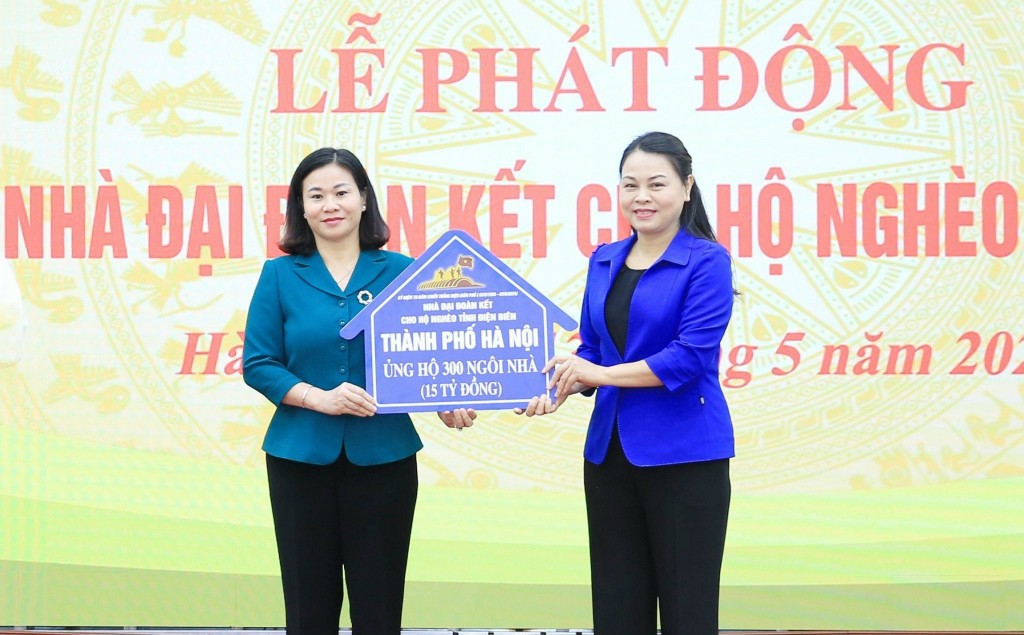 LỄ PHÁT ĐỘNG
NHÀ ĐẠI ĐOÀN KẾT HỘ NGHÈO
Hà 5 năm 202
NHÀ ĐẠI ĐOÀN KẾT
CHO HỘ NGHÈO TỈNH ĐIỆN BIÊN
THÀNH PHỐ HÀ NỘI
ỦNG HỘ 300 NGÔI NHÀ
(15 TỶ ĐỒNG)